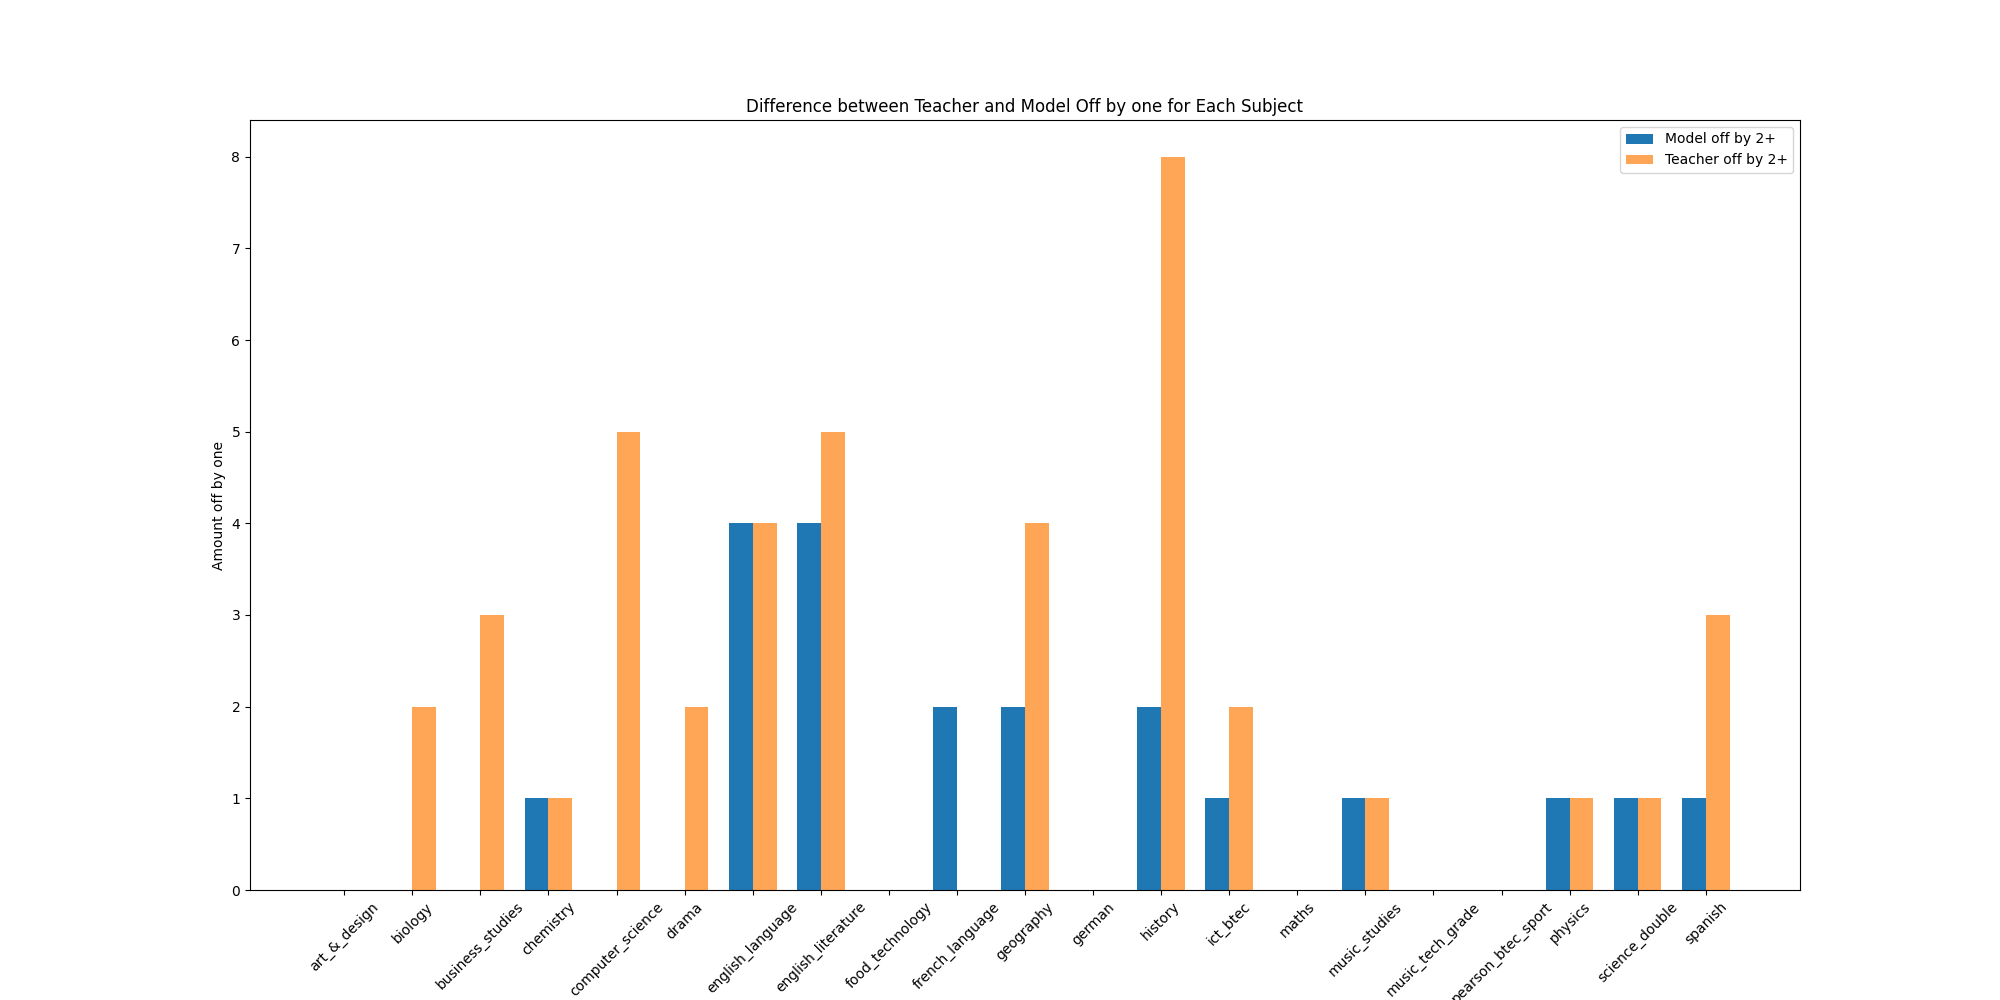 Difference between Teacher and Model Off by one for Each Subject
Model off by 2+
Teacher off by 2+
Amount off by one
8
7
6
5
4
3
2
1
0
art_&_design
biology
business_studies
chemistry
computer_science
drama
english_language
english_literature
food_technology
french_language
geography
german
history
ict_btec
maths
music_studies
music_tech_grade
pearson_btec_sport
physics
science_double
spanish